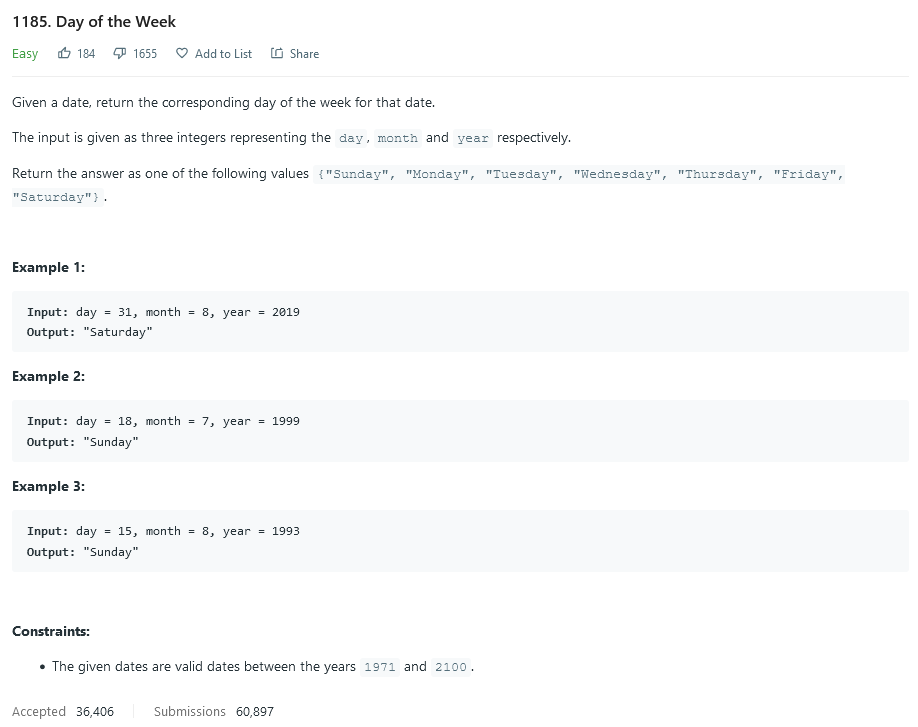 1185. Day of the Week
Easy 184 1655 Add to List Share
Given a date, return the corresponding day of the week for that date.
The input is given as three integers representing the day, month and year respectively.
Return the answer as one of the following values {"Sunday", "Monday", "Tuesday", "Wednesday", "Thursday", "Friday",
"Saturday"}.
Example 1:
Input: day = 31, month = 8, year = 2019
Output: "Saturday"
Example 2:
Input: day = 18, month = 7, year = 1999
Output: "Sunday"
Example 3:
Input: day = 15, month = 8, year = 1993
Output: "Sunday"
Constraints:
• The given dates are valid dates between the years 1971 and 2100.
Accepted 36,406 Submissions 60,897